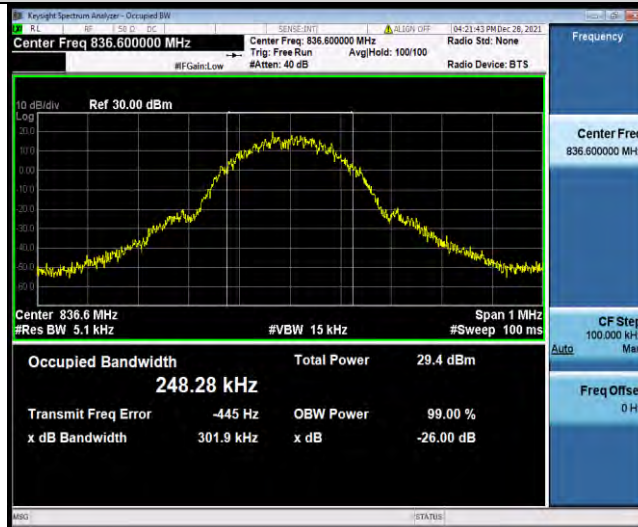 Keysight Spectrum Analyzer - Occupied BW
RL RF 50 Ω DC SENSE:INT ALIGN OFF 04:21:43 PM Dec 28, 2021
Center Freq 836.600000 MHz
Center Freq: 836.600000 MHz Radio Std: None
Trig: Free Run Avg|Hold: 100/100
#IFGain:Low #Atten: 40 dB Radio Device: BTS
Frequency
10 dB/div Ref 30.00 dBm
Log
20.0
10.0
0.00
-10.0
-20.0
-30.0
-40.0
-50.0
-60.0
Center Freq
836.600000 MHz
Center 836.6 MHz Span 1 MHz
#Res BW 5.1 kHz #VBW 15 kHz #Sweep 100 ms
CF Step
100.000 kH
Auto Ma
Occupied Bandwidth Total Power 29.4 dBm
248.28 kHz
Transmit Freq Error -445 Hz OBW Power 99.00 %
x dB Bandwidth 301.9 kHz x dB -26.00 dB
Freq Offse
0 H
MSG STATUS